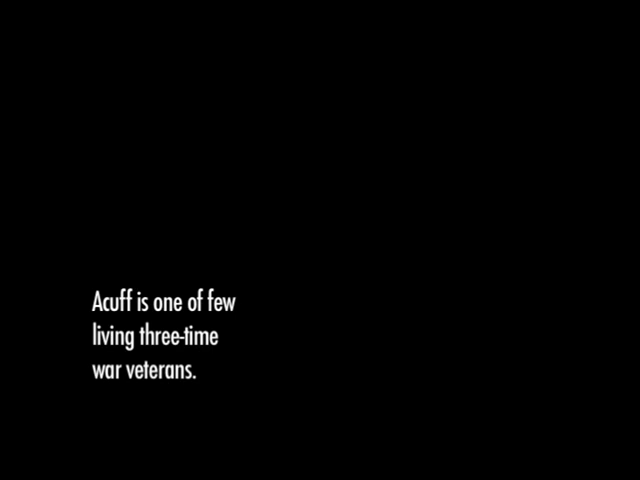 Acuff is one of few
living three-time
war veterans.